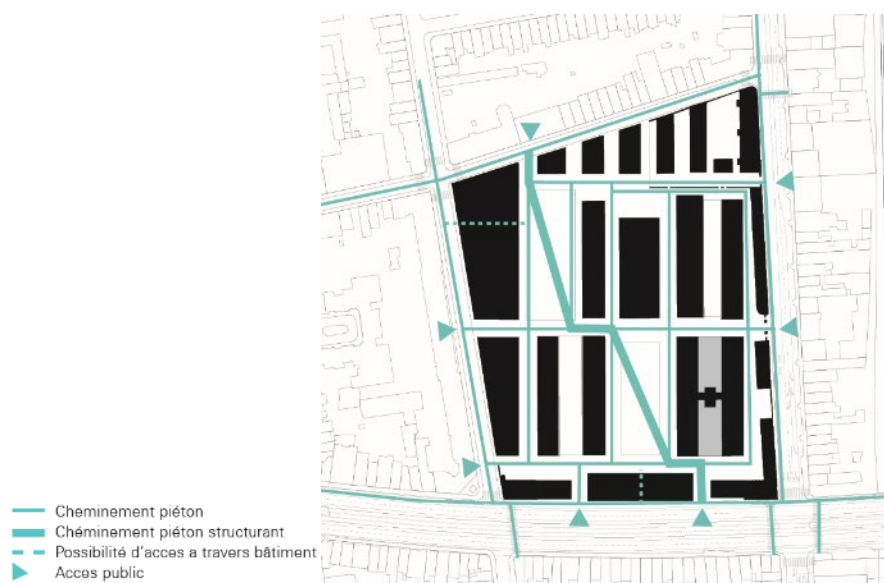 Cheminement piéton
Chéminement piéton structurant
Possibilité d'acces a travers bâtiment
Acces public